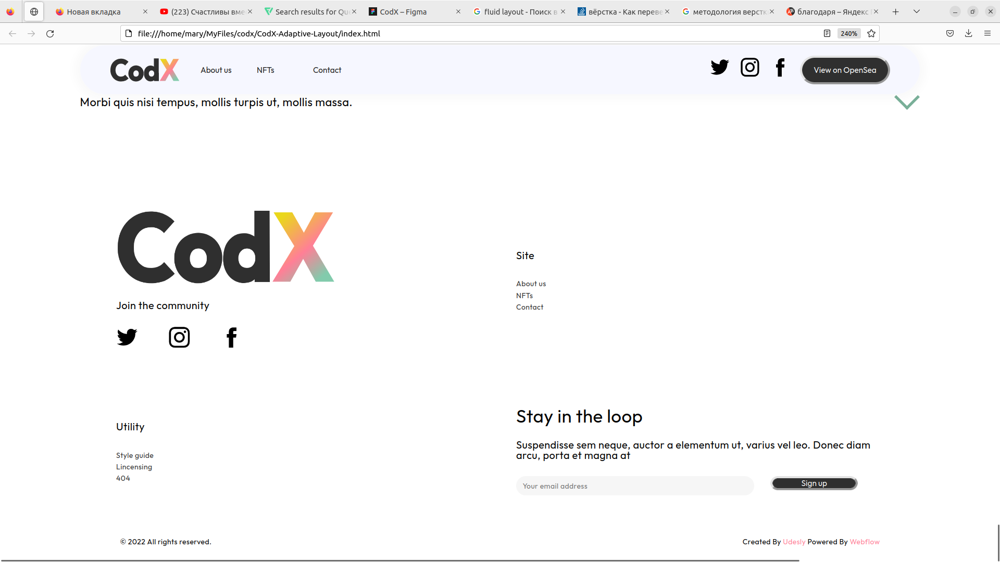 Новая вкладка
(223) Счастливы вме
Search results for Qu
CodX – Figma
fluid layout - Поиск в
вёрстка - Как переве
методология верстк
благодаря – Яндекс
file:///home/mary/MyFiles/codx/CodX-Adaptive-Layout/index.html
240%
CodX
About us
NFTs
Contact
View on OpenSea
Morbi quis nisi tempus, mollis turpis ut, mollis massa.
CodX
Join the community
Site
About us
NFTs
Contact
Utility
Style guide
Lincensing
404
Stay in the loop
Suspendisse sem neque, auctor a elementum ut, varius vel leo. Donec diam
arcu, porta et magna at
Your email address
Sign up
© 2022 All rights reserved.
Created By Udesly Powered By Webflow